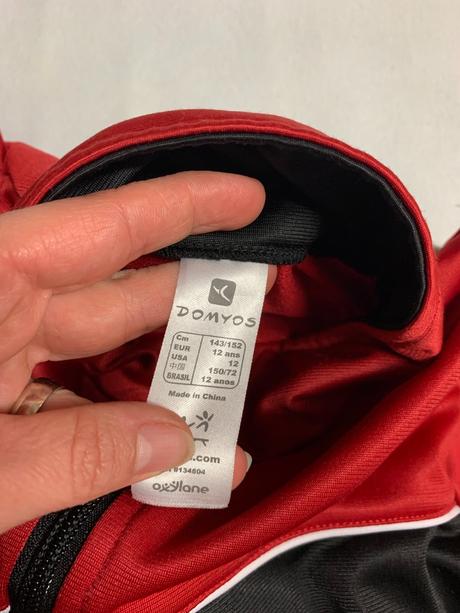 DOMYOS
Cm 143/152
EUR 12 ans
USA 12
中国 150/72
BRASIL 12 anos
Made in China
.com
#134604
oxylane